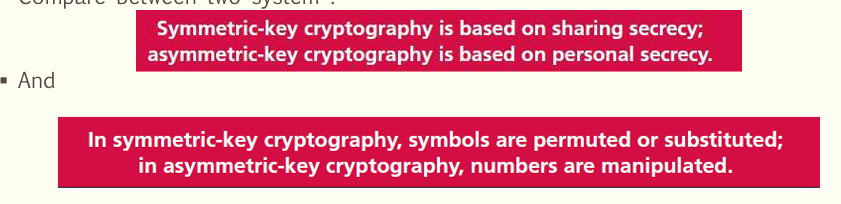 Compare between two system :
Symmetric-key cryptography is based on sharing secrecy;
asymmetric-key cryptography is based on personal secrecy.
▪ And
In symmetric-key cryptography, symbols are permuted or substituted;
in asymmetric-key cryptography, numbers are manipulated.